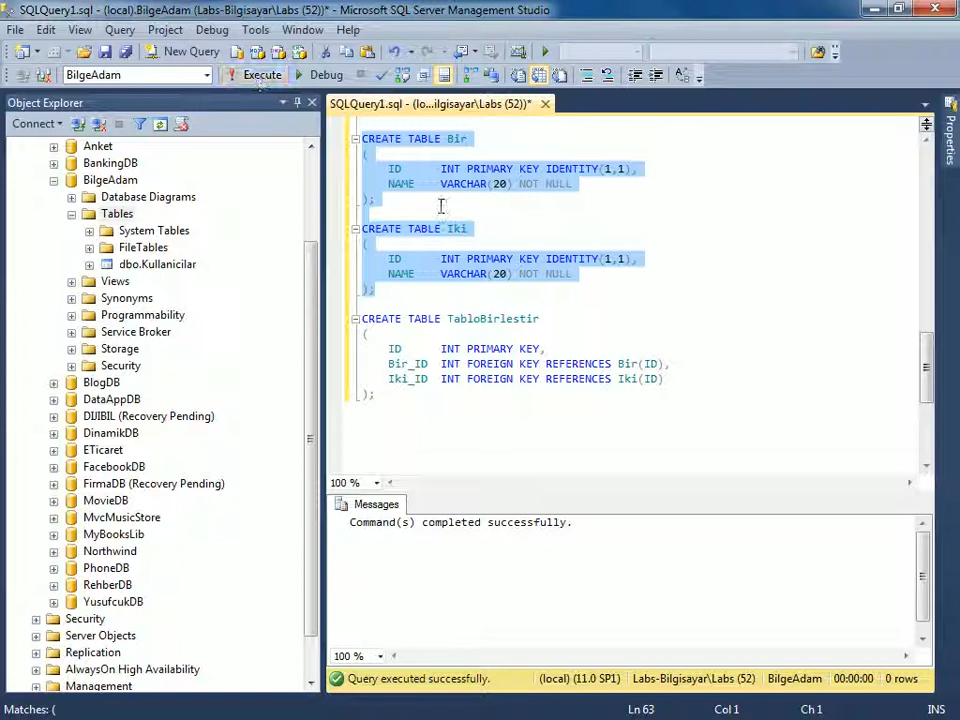 SQLQuery1.sql - (local).BilgeAdam (Labs-Bilgisayar\Labs (52))* - Microsoft SQL Server Management Studio
File Edit View Query Project Debug Tools Window Help
New Query
BilgeAdam Execute Debug
Object Explorer
Connect
Anket
BankingDB
BilgeAdam
Database Diagrams
Tables
System Tables
FileTables
dbo.Kullanicilar
Views
Synonyms
Programmability
Service Broker
Storage
Security
BlogDB
DataAppDB
DIJIBIL (Recovery Pending)
DinamikDB
ETicaret
FacebookDB
FirmaDB (Recovery Pending)
MovieDB
MvcMusicStore
MyBooksLib
Northwind
PhoneDB
RehberDB
YusufcukDB
Security
Server Objects
Replication
AlwaysOn High Availability
Management
SQLQuery1.sql - (lo...ilgisayar\Labs (52))*
CREATE TABLE Bir
(
ID INT PRIMARY KEY IDENTITY(1,1),
NAME VARCHAR(20) NOT NULL
);
CREATE TABLE Iki
(
ID INT PRIMARY KEY IDENTITY(1,1),
NAME VARCHAR(20) NOT NULL
);
CREATE TABLE TabloBirlestir
(
ID INT PRIMARY KEY,
Bir_ID INT FOREIGN KEY REFERENCES Bir(ID),
Iki_ID INT FOREIGN KEY REFERENCES Iki(ID)
);
100 %
Messages
Command(s) completed successfully.
100 %
Query executed successfully. (local) (11.0 SP1) Labs-Bilgisayar\Labs (52) BilgeAdam 00:00:00 0 rows
Properties
Matches: ( Ln 63 Col 1 Ch 1 INS